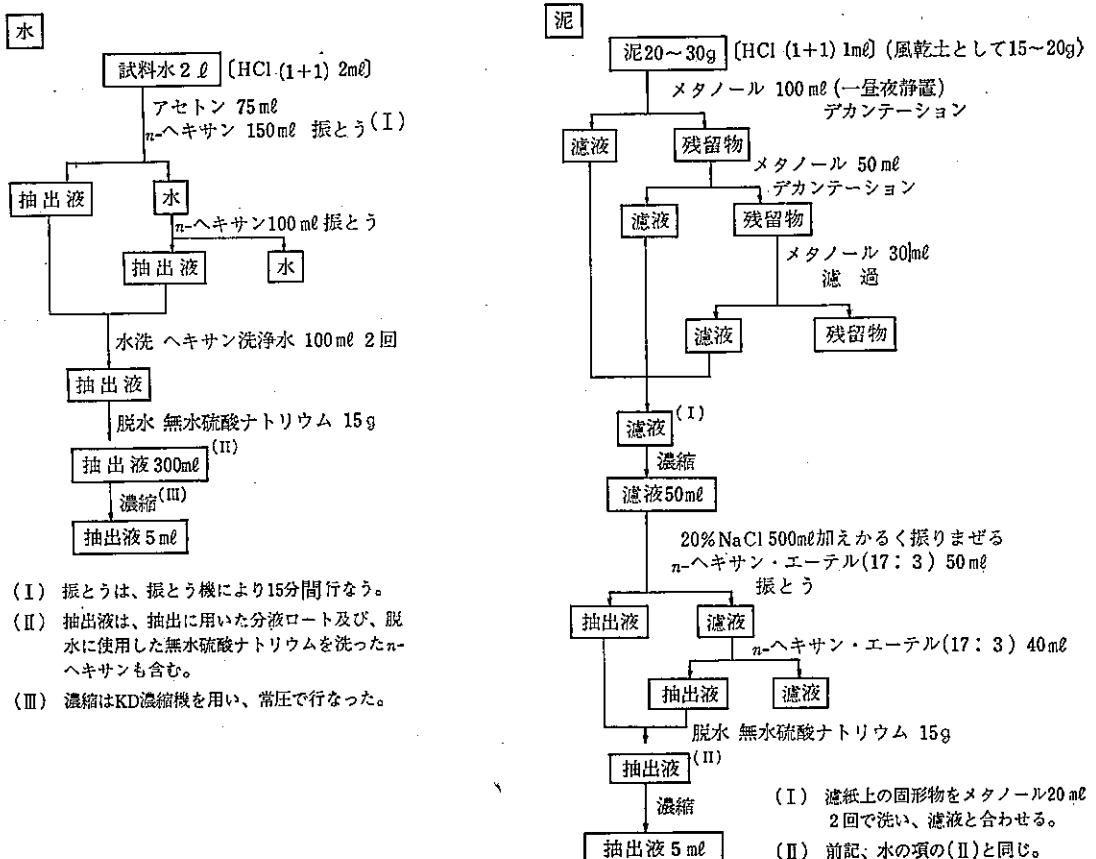 水
試料水2ℓ 〔HCl (1+1) 2mℓ〕
アセトン 75mℓ
n-ヘキサン 150mℓ 振とう(Ⅰ)
抽出液
水
n-ヘキサン100mℓ振とう
抽出液
水
水洗 ヘキサン洗浄水 100mℓ 2回
抽出液
脱水 無水硫酸ナトリウム 15g
抽出液300mℓ(Ⅱ)
濃縮(Ⅲ)
抽出液5mℓ
(Ⅰ) 振とうは、振とう機により15分間行なう。
(Ⅱ) 抽出液は、抽出に用いた分液ロート及び、脱
水に使用した無水硫酸ナトリウムを洗ったn-
ヘキサンも含む。
(Ⅲ) 濃縮はKD濃縮機を用い、常圧で行なった。
泥
泥20~30g 〔HCl (1+1) 1mℓ〕(風乾土として15~20g)
メタノール 100mℓ(一昼夜静置)
デカンテーション
濾液
残留物
メタノール 50mℓ
デカンテーション
濾液
残留物
メタノール 30mℓ
濾 過
濾液
残留物
濾液(Ⅰ)
濃縮
濾液50mℓ
20%NaCl 500mℓ加えかるく振りまぜる
n-ヘキサン・エーテル(17:3) 50mℓ
振とう
抽出液
濾液
n-ヘキサン・エーテル(17:3) 40mℓ
抽出液
濾液
脱水 無水硫酸ナトリウム 15g
抽出液(Ⅱ)
濃縮
抽出液5mℓ
(Ⅰ) 濾紙上の固形物をメタノール20mℓ
2回で洗い、濾液と合わせる。
(Ⅱ) 前記、水の項の(Ⅱ)と同じ。